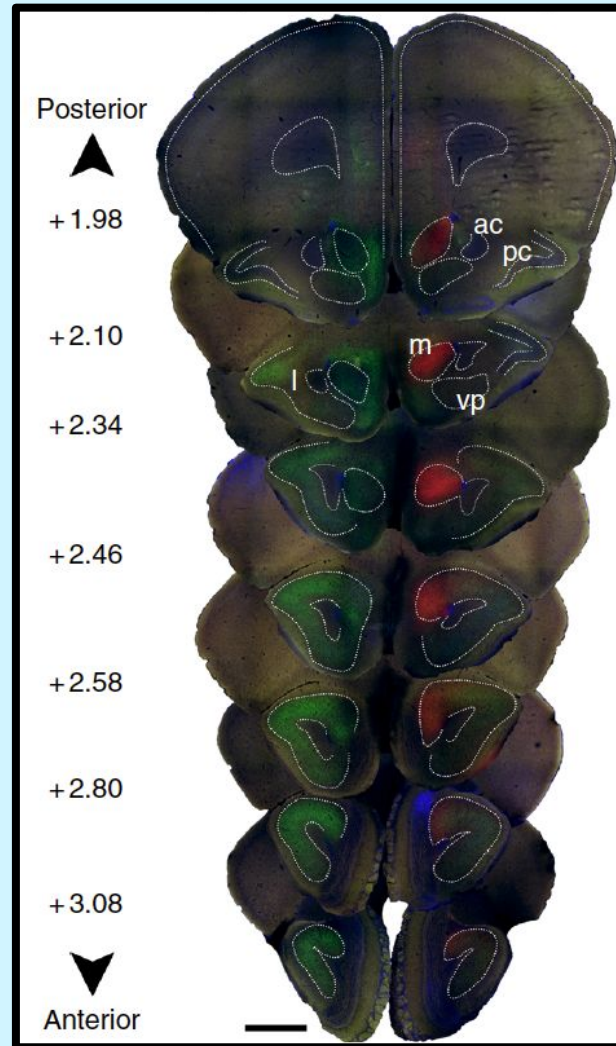 Posterior
+1.98
ac
pc
+2.10
m
l
vp
+2.34
+2.46
+2.58
+2.80
+3.08
Anterior